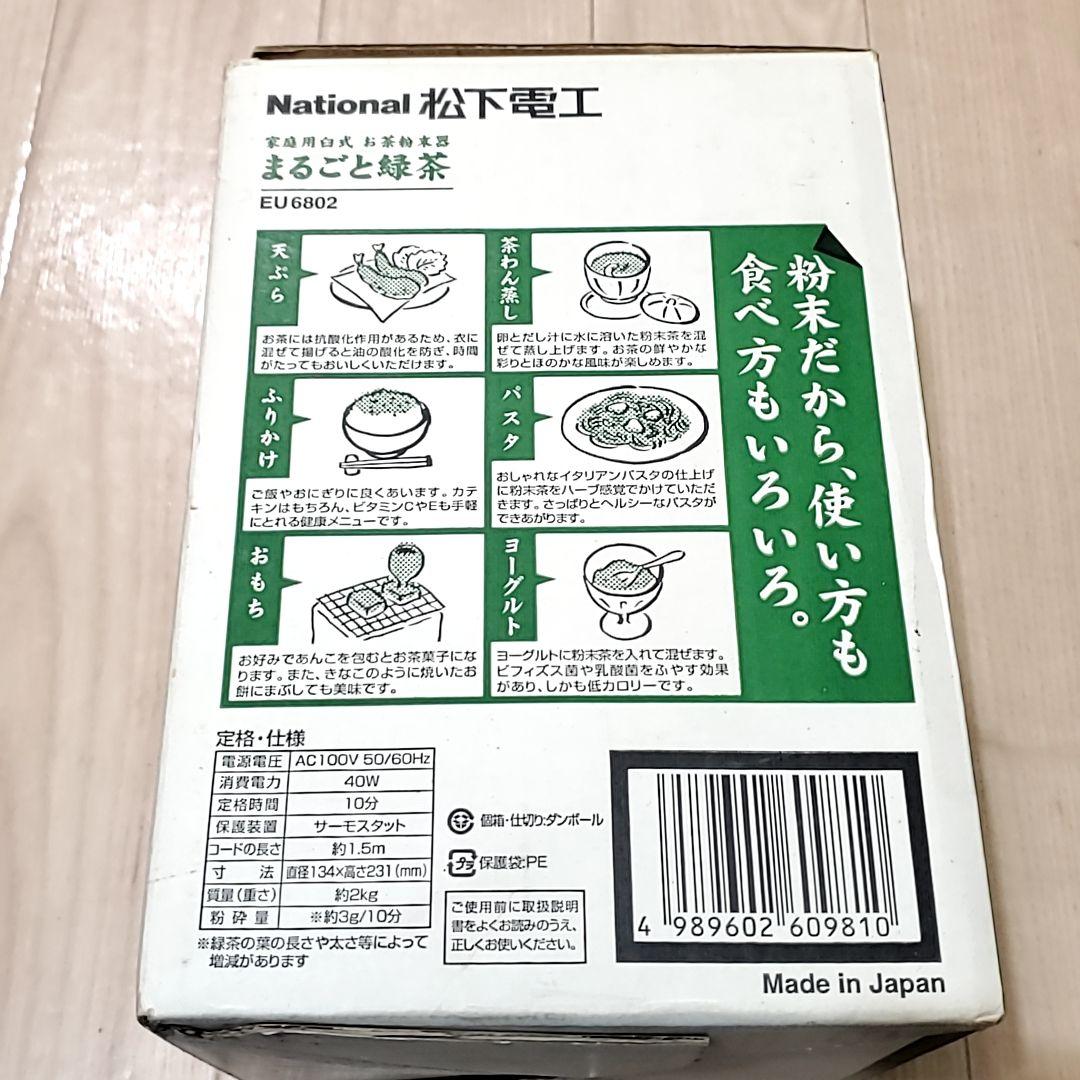 National 松下電工
家庭用臼式 お茶粉末器
まるごと緑茶
EU6802
粉末だから、使い方も
食べ方もいろいろ。
天ぷら
お茶には抗酸化作用があるため、衣に
混ぜて揚げると油の酸化を防ぎ、時間
がたってもおいしくいただけます。
茶わん蒸し
卵とだし汁に水に溶いた粉末茶を混
ぜて蒸し上げます。お茶の鮮やかな
彩りとほのかな風味が楽しめます。
ふりかけ
ご飯やおにぎりに良くあいます。カテ
キンはもちろん、ビタミンCやEも手軽
にとれる健康メニューです。
パスタ
おしゃれなイタリアンパスタの仕上げ
に粉末茶をハーブ感覚でかけていただ
きます。さっぱりとヘルシーなパスタが
できあがります。
おもち
お好みであんこを包むとお茶菓子にな
ります。また、きなこのように焼いたお
餅にまぶしても美味です。
ヨーグルト
ヨーグルトに粉末茶を入れて混ぜます。
ビフィズス菌や乳酸菌をふやす効果
があり、しかも低カロリーです。
定格・仕様
電源電圧 AC100V 50/60Hz
消費電力 40W
定格時間 10分
保護装置 サーモスタット
コードの長さ 約1.5m
寸法 直径134×高さ231(mm)
質量(重さ) 約2kg
粉砕量 ※約3g/10分
※緑茶の葉の長さや太さ等によって
増減があります
個箱・仕切り:ダンボール
プラ 保護袋:PE
ご使用前に取扱説明
書をよくお読みのうえ、
正しくお使いください。
4 989602 609810
Made in Japan